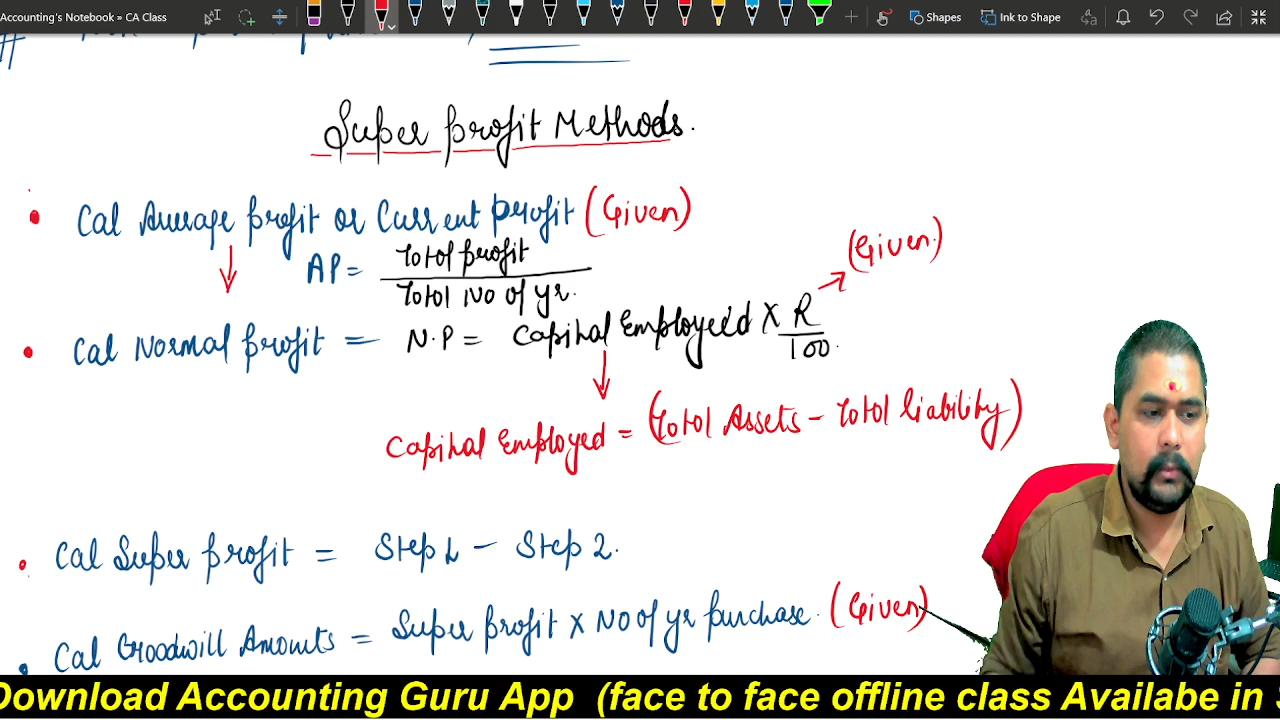 Accounting's Notebook » CA Class
Shapes
Ink to Shape
#
Super profit Methods.
• Cal Average profit or Current profit (Given)
AP = Total profit / Total No of yr.
(Given)
• Cal Normal profit = N.P = Capital Employeed X R / 100.
Capital Employed = (Total Assets - Total liability)
• Cal Super profit = Step 1 - Step 2.
• Cal Goodwill Amounts = Super profit x No of yr purchase. (Given)
Download Accounting Guru App (face to face offline class Availabe in